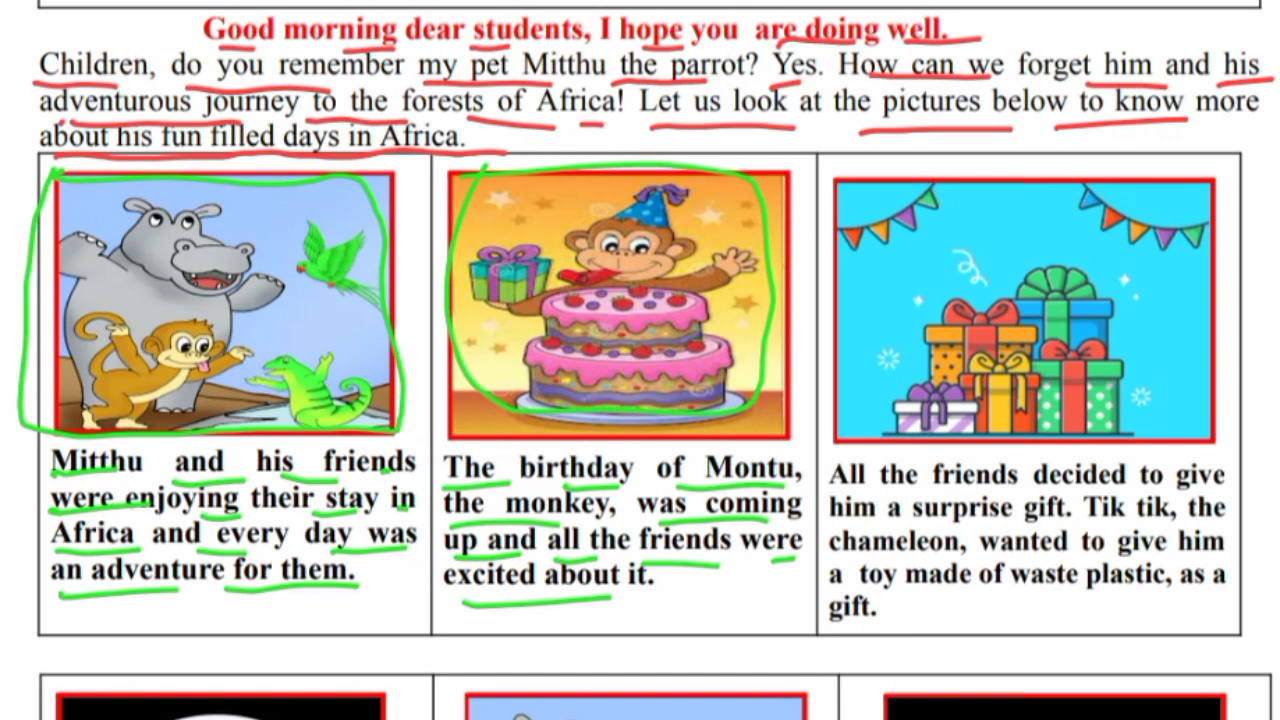 Good morning dear students, I hope you are doing well.
Children, do you remember my pet Mitthu the parrot? Yes. How can we forget him and his
adventurous journey to the forests of Africa! Let us look at the pictures below to know more
about his fun filled days in Africa.
Mitthu and his friends
were enjoying their stay in
Africa and every day was
an adventure for them.
The birthday of Montu,
the monkey, was coming
up and all the friends were
excited about it.
All the friends decided to give
him a surprise gift. Tik tik, the
chameleon, wanted to give him
a toy made of waste plastic, as a
gift.